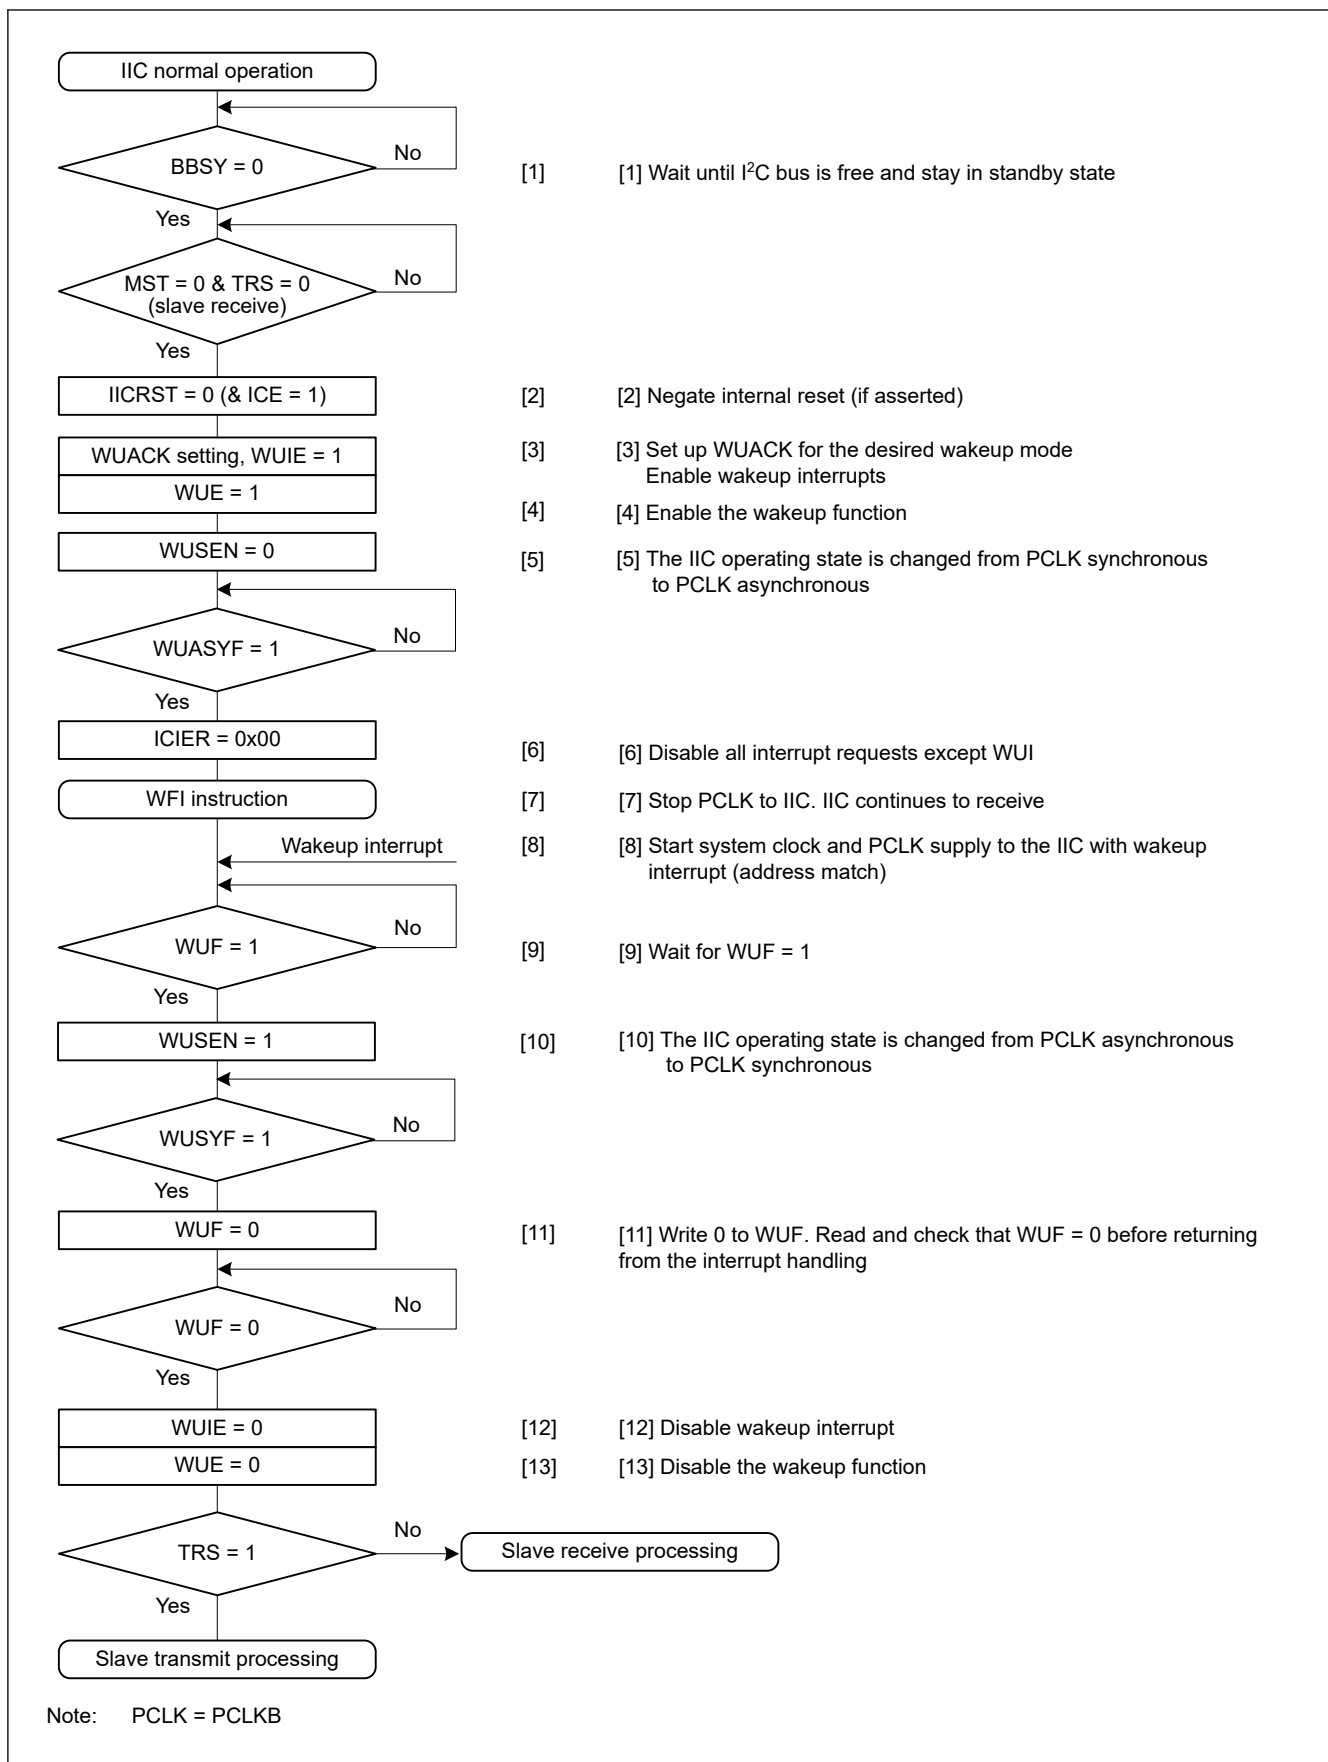 IIC normal operation
No
BBSY = 0
[1] [1] Wait until I²C bus is free and stay in standby state
Yes
No
MST = 0 & TRS = 0
(slave receive)
Yes
IICRST = 0 (& ICE = 1)
[2] [2] Negate internal reset (if asserted)
WUACK setting, WUIE = 1
[3] [3] Set up WUACK for the desired wakeup mode
Enable wakeup interrupts
WUE = 1
[4] [4] Enable the wakeup function
WUSEN = 0
[5] [5] The IIC operating state is changed from PCLK synchronous
to PCLK asynchronous
No
WUASYF = 1
Yes
ICIER = 0x00
[6] [6] Disable all interrupt requests except WUI
WFI instruction
[7] [7] Stop PCLK to IIC. IIC continues to receive
Wakeup interrupt
[8] [8] Start system clock and PCLK supply to the IIC with wakeup
interrupt (address match)
No
WUF = 1
[9] [9] Wait for WUF = 1
Yes
WUSEN = 1
[10] [10] The IIC operating state is changed from PCLK asynchronous
to PCLK synchronous
No
WUSYF = 1
Yes
WUF = 0
[11] [11] Write 0 to WUF. Read and check that WUF = 0 before returning
from the interrupt handling
No
WUF = 0
Yes
WUIE = 0
[12] [12] Disable wakeup interrupt
WUE = 0
[13] [13] Disable the wakeup function
No
TRS = 1
Slave receive processing
Yes
Slave transmit processing
Note: PCLK = PCLKB